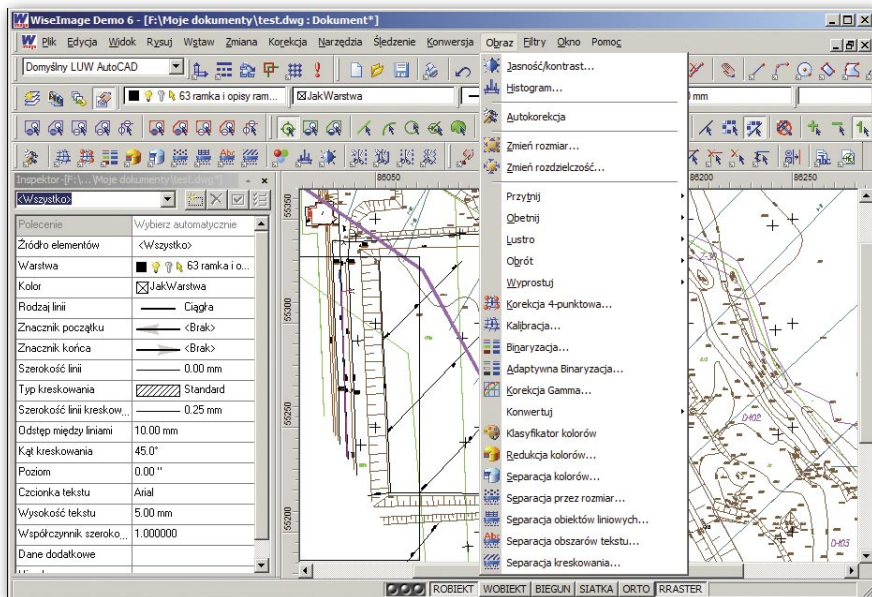 WiseImage Demo 6 - [F:\Moje dokumenty\test.dwg : Dokument*]
Plik Edycja Widok Rysuj Wstaw Zmiana Korekcja Narzędzia Śledzenie Konwersja Obraz Filtry Okno Pomoc
Domyślny LUW AutoCAD
63 ramka i opisy ram... JakWarstwa
mm
Inspektor-[F:\...\Moje dokumenty\test.dwg*]
<Wszystko>
Polecenie Wybierz automatycznie
Źródło elementów <Wszystko>
Warstwa 63 ramka i o...
Kolor JakWarstwa
Rodzaj linii Ciągła
Znacznik początku <Brak>
Znacznik końca <Brak>
Szerokość linii 0.00 mm
Typ kreskowania Standard
Szerokość linii kreskow... 0.25 mm
Odstęp między liniami 10.00 mm
Kąt kreskowania 45.0°
Poziom 0.00 ''
Czcionka tekstu Arial
Wysokość tekstu 5.00 mm
Współczynnik szeroko... 1.000000
Dane dodatkowe
86050
86200
86250
55350
55300
55250
55200
Jasność/kontrast...
Histogram...
Autokorekcja
Zmień rozmiar...
Zmień rozdzielczość...
Przytnij
Obetnij
Lustro
Obrót
Wyprostuj
Korekcja 4-punktowa...
Kalibracja...
Binaryzacja...
Adaptywna Binaryzacja...
Korekcja Gamma...
Konwertuj
Klasyfikator kolorów
Redukcja kolorów...
Separacja kolorów...
Separacja przez rozmiar...
Separacja obiektów liniowych...
Separacja obszarów tekstu...
Separacja kreskowania...
D-102
D-103
ROBIEKT WOBIEKT BIEGUN SIATKA ORTO RRASTER